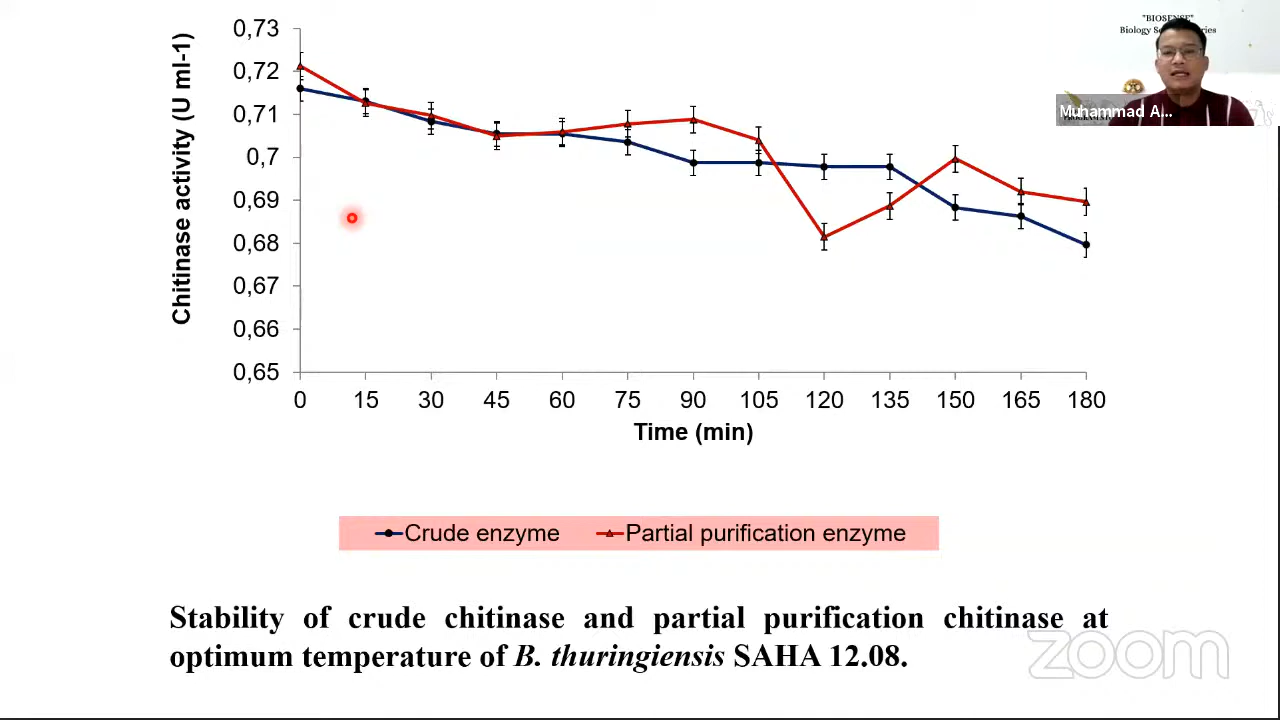 "BIOSENSE"
Muhammad A...
0,73
0,72
0,71
0,7
0,69
0,68
0,67
0,66
0,65
Chitinase activity (U ml-1)
0 15 30 45 60 75 90 105 120 135 150 165 180
Time (min)
Crude enzyme Partial purification enzyme
Stability of crude chitinase and partial purification chitinase at
optimum temperature of B. thuringiensis SAHA 12.08.
zoom